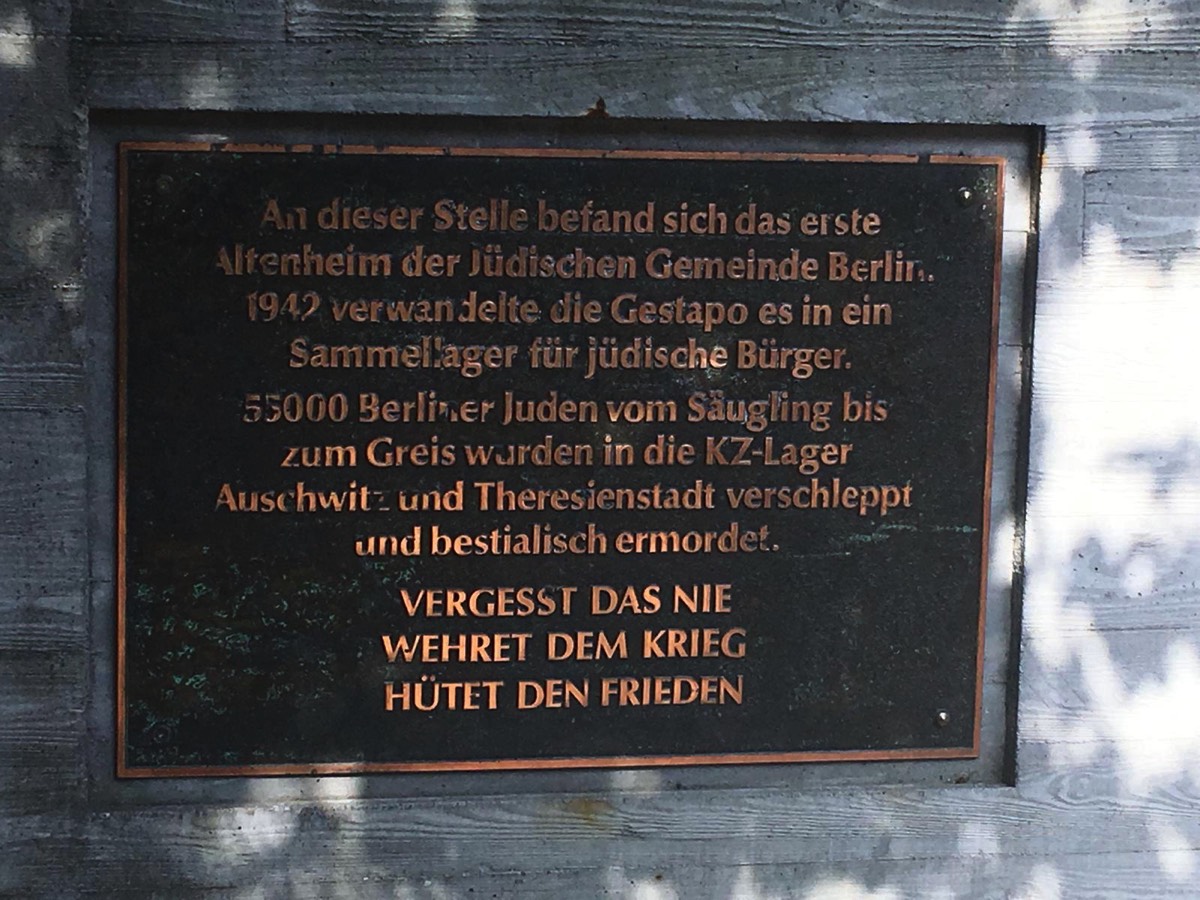 An dieser Stelle befand sich das erste
Altenheim der Jüdischen Gemeinde Berlin.
1942 verwandelte die Gestapo es in ein
Sammellager für jüdische Bürger.
55000 Berliner Juden vom Säugling bis
zum Greis wurden in die KZ-Lager
Auschwitz und Theresienstadt verschleppt
und bestialisch ermordet.
VERGESST DAS NIE
WEHRET DEM KRIEG
HÜTET DEN FRIEDEN